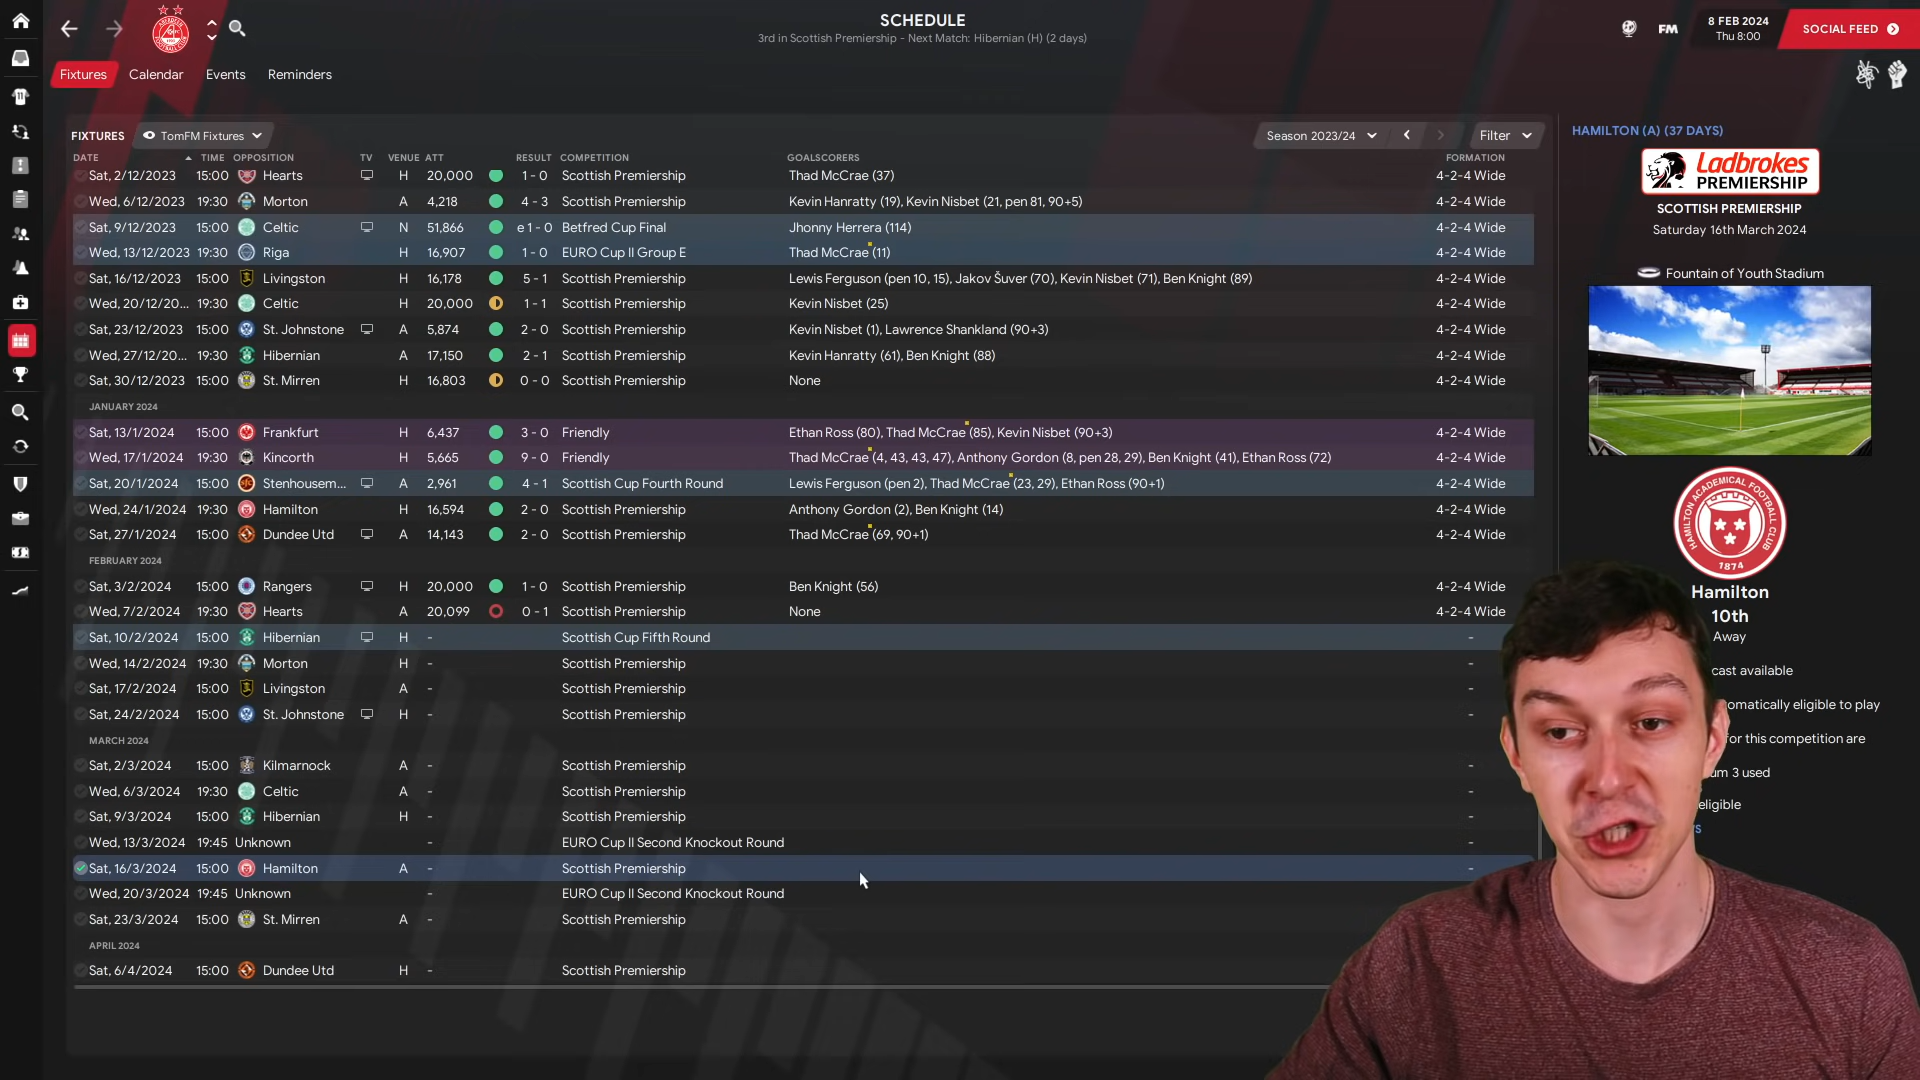 SCHEDULE
3rd in Scottish Premiership - Next Match: Hibernian (H) (2 days)
FM
8 FEB 2024
Thu 8:00
SOCIAL FEED
Fixtures Calendar Events Reminders
FIXTURES TomFM Fixtures Season 2023/24 Filter
DATE TIME OPPOSITION TV VENUE ATT RESULT COMPETITION GOALSCORERS FORMATION
Sat, 2/12/2023 15:00 Hearts H 20,000 1 - 0 Scottish Premiership Thad McCrae (37) 4-2-4 Wide
Wed, 6/12/2023 19:30 Morton A 4,218 4 - 3 Scottish Premiership Kevin Hanratty (19), Kevin Nisbet (21, pen 81, 90+5) 4-2-4 Wide
Sat, 9/12/2023 15:00 Celtic N 51,866 e 1 - 0 Betfred Cup Final Jhonny Herrera (114) 4-2-4 Wide
Wed, 13/12/2023 19:30 Riga H 16,907 1 - 0 EURO Cup II Group E Thad McCrae (11) 4-2-4 Wide
Sat, 16/12/2023 15:00 Livingston H 16,178 5 - 1 Scottish Premiership Lewis Ferguson (pen 10, 15), Jakov Šuver (70), Kevin Nisbet (71), Ben Knight (89) 4-2-4 Wide
Wed, 20/12/20... 19:30 Celtic H 20,000 1 - 1 Scottish Premiership Kevin Nisbet (25) 4-2-4 Wide
Sat, 23/12/2023 15:00 St. Johnstone A 5,874 2 - 0 Scottish Premiership Kevin Nisbet (1), Lawrence Shankland (90+3) 4-2-4 Wide
Wed, 27/12/20... 19:30 Hibernian A 17,150 2 - 1 Scottish Premiership Kevin Hanratty (61), Ben Knight (88) 4-2-4 Wide
Sat, 30/12/2023 15:00 St. Mirren H 16,803 0 - 0 Scottish Premiership None 4-2-4 Wide
JANUARY 2024
Sat, 13/1/2024 15:00 Frankfurt H 6,437 3 - 0 Friendly Ethan Ross (80), Thad McCrae (85), Kevin Nisbet (90+3) 4-2-4 Wide
Wed, 17/1/2024 19:30 Kincorth H 5,665 9 - 0 Friendly Thad McCrae (4, 43, 43, 47), Anthony Gordon (8, pen 28, 29), Ben Knight (41), Ethan Ross (72) 4-2-4 Wide
Sat, 20/1/2024 15:00 Stenhousem... A 2,961 4 - 1 Scottish Cup Fourth Round Lewis Ferguson (pen 2), Thad McCrae (23, 29), Ethan Ross (90+1) 4-2-4 Wide
Wed, 24/1/2024 19:30 Hamilton H 16,594 2 - 0 Scottish Premiership Anthony Gordon (2), Ben Knight (14) 4-2-4 Wide
Sat, 27/1/2024 15:00 Dundee Utd A 14,143 2 - 0 Scottish Premiership Thad McCrae (69, 90+1) 4-2-4 Wide
FEBRUARY 2024
Sat, 3/2/2024 15:00 Rangers H 20,000 1 - 0 Scottish Premiership Ben Knight (56) 4-2-4 Wide
Wed, 7/2/2024 19:30 Hearts A 20,099 0 - 1 Scottish Premiership None 4-2-4 Wide
Sat, 10/2/2024 15:00 Hibernian H - Scottish Cup Fifth Round -
Wed, 14/2/2024 19:30 Morton H - Scottish Premiership -
Sat, 17/2/2024 15:00 Livingston A - Scottish Premiership -
Sat, 24/2/2024 15:00 St. Johnstone H - Scottish Premiership -
MARCH 2024
Sat, 2/3/2024 15:00 Kilmarnock A - Scottish Premiership -
Wed, 6/3/2024 19:30 Celtic A - Scottish Premiership -
Sat, 9/3/2024 15:00 Hibernian H - Scottish Premiership -
Wed, 13/3/2024 19:45 Unknown - EURO Cup II Second Knockout Round -
Sat, 16/3/2024 15:00 Hamilton A - Scottish Premiership -
Wed, 20/3/2024 19:45 Unknown - EURO Cup II Second Knockout Round
Sat, 23/3/2024 15:00 St. Mirren A - Scottish Premiership
APRIL 2024
Sat, 6/4/2024 15:00 Dundee Utd H - Scottish Premiership
HAMILTON (A) (37 DAYS)
Ladbrokes
PREMIERSHIP
SCOTTISH PREMIERSHIP
Saturday 16th March 2024
Fountain of Youth Stadium
HAMILTON ACADEMICAL FOOTBALL CLUB
1874
Hamilton
10th
Away
cast available
omatically eligible to play
for this competition are
um 3 used
eligible